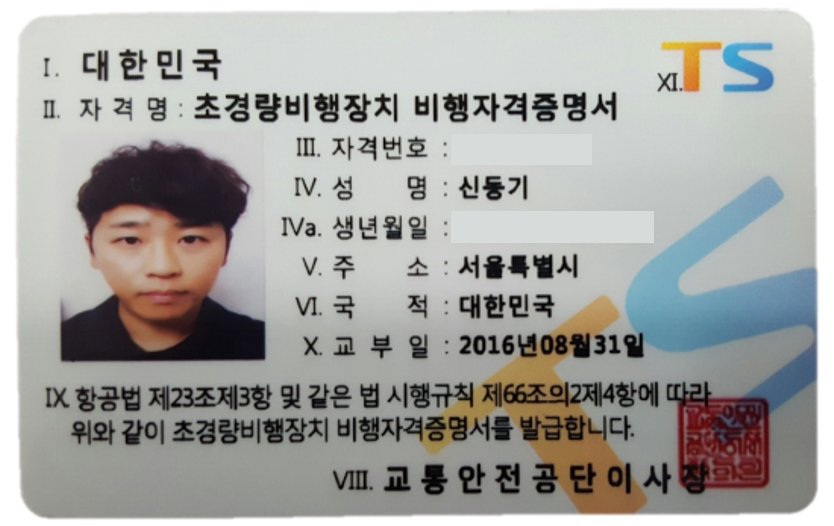 I. 대한민국
XI. TS
II. 자 격 명 : 초경량비행장치 비행자격증명서
III. 자격번호 :
IV. 성 명 : 신동기
IVa. 생년월일 :
V. 주 소 : 서울특별시
VI. 국 적 : 대한민국
X. 교 부 일 : 2016년08월31일
IX. 항공법 제23조제3항 및 같은 법 시행규칙 제66조의2제4항에 따라
위와 같이 초경량비행장치 비행자격증명서를 발급합니다.
VIII. 교통안전공단이사장
TS